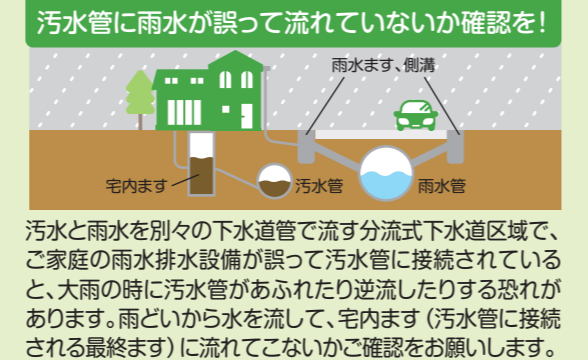 汚水管に雨水が誤って流れていないか確認を!
雨水ます、側溝
宅内ます
汚水管
雨水管
汚水と雨水を別々の下水道管で流す分流式下水道区域で、
ご家庭の雨水排水設備が誤って汚水管に接続されている
と、大雨の時に汚水管があふれたり逆流したりする恐れが
あります。雨どいから水を流して、宅内ます(汚水管に接続
される最終ます)に流れてこないかご確認をお願いします。